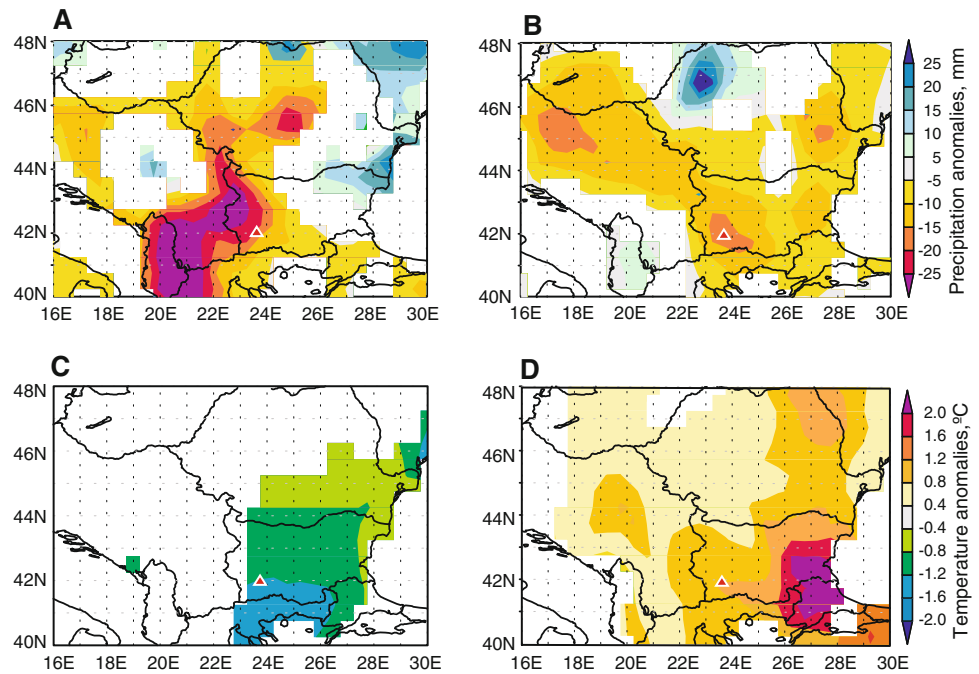 A
B
48N
46N
44N
42N
40N
16E 18E 20E 22E 24E 26E 28E 30E
48N
46N
44N
42N
40N
16E 18E 20E 22E 24E 26E 28E 30E
25
20
15
10
5
-5
-10
-15
-20
-25
Precipitation anomalies, mm
C
D
48N
46N
44N
42N
40N
16E 18E 20E 22E 24E 26E 28E 30E
48N
46N
44N
42N
40N
16E 18E 20E 22E 24E 26E 28E 30E
2.0
1.6
1.2
0.8
0.4
-0.4
-0.8
-1.2
-1.6
-2.0
Temperature anomalies,ºC